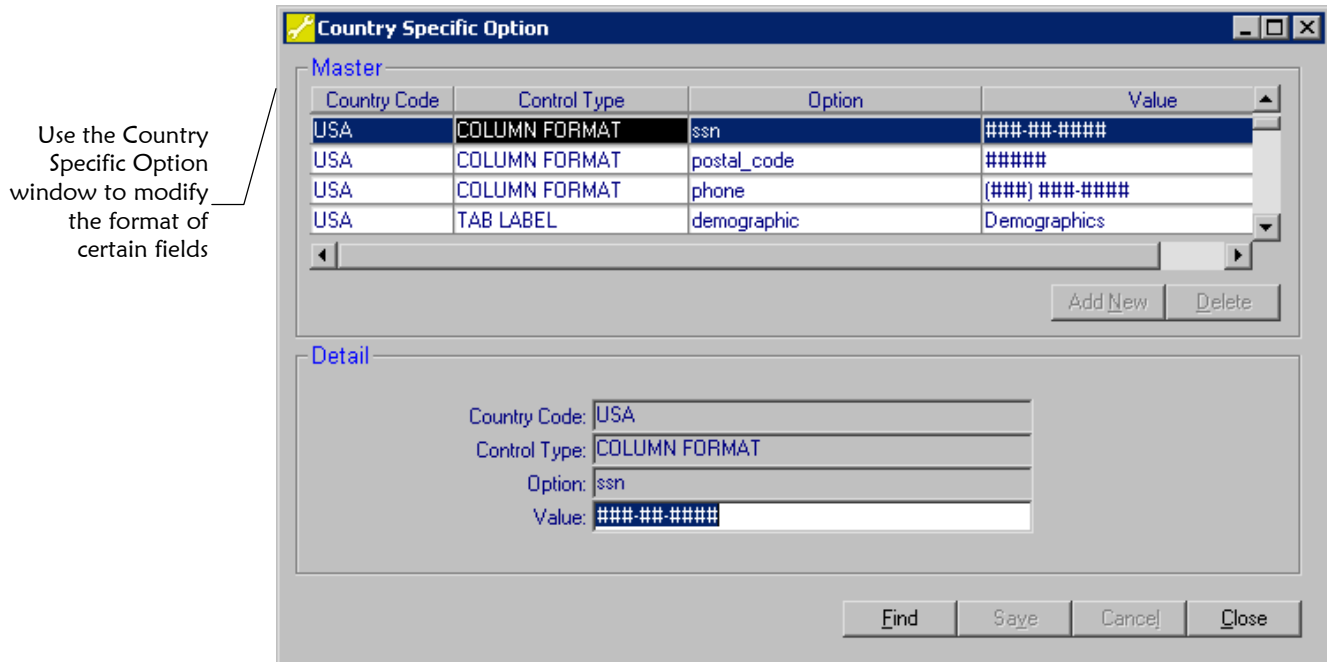 Country Specific Option
Use the Country
Specific Option
window to modify
the format of
certain fields
Master
Country Code Control Type Option Value
USA COLUMN FORMAT ssn ###-##-####
USA COLUMN FORMAT postal_code #####
USA COLUMN FORMAT phone (###) ###-####
USA TAB LABEL demographic Demographics
Add New Delete
Detail
Country Code: USA
Control Type: COLUMN FORMAT
Option: ssn
Value: ###-##-####
Find Save Cancel Close